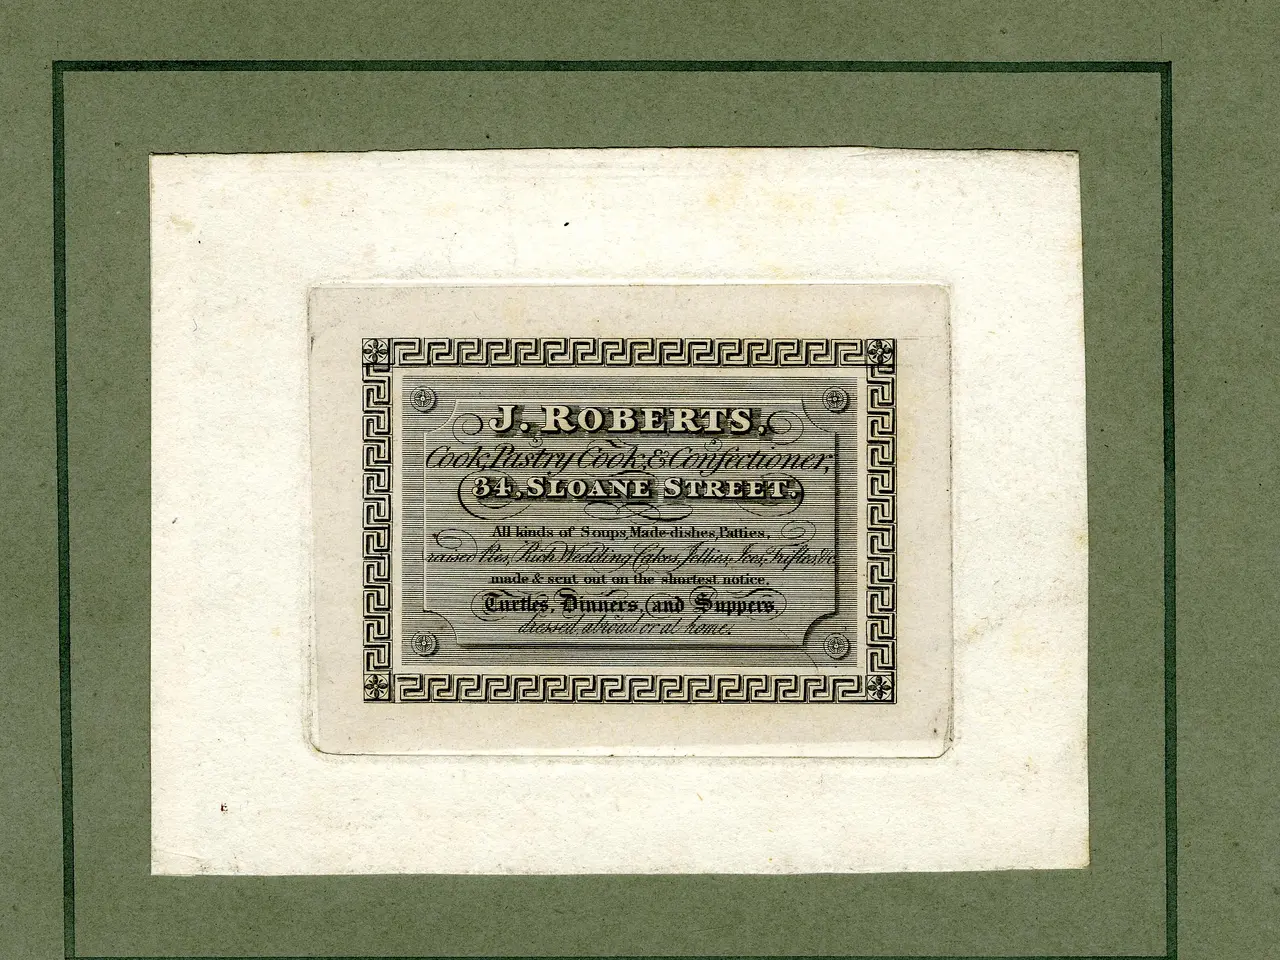 J. ROBERTS,
Cook, Pastry Cook, & Confectioner,
34, SLOANE STREET.
All kinds of Soups, Made-dishes, Patties,
raised Pies, Rich Wedding Cakes, Jellies, Ices, Trifles, &c
made & sent out on the shortest notice.
Turtles, Dinners, and Suppers,
dressed abroad or at home.